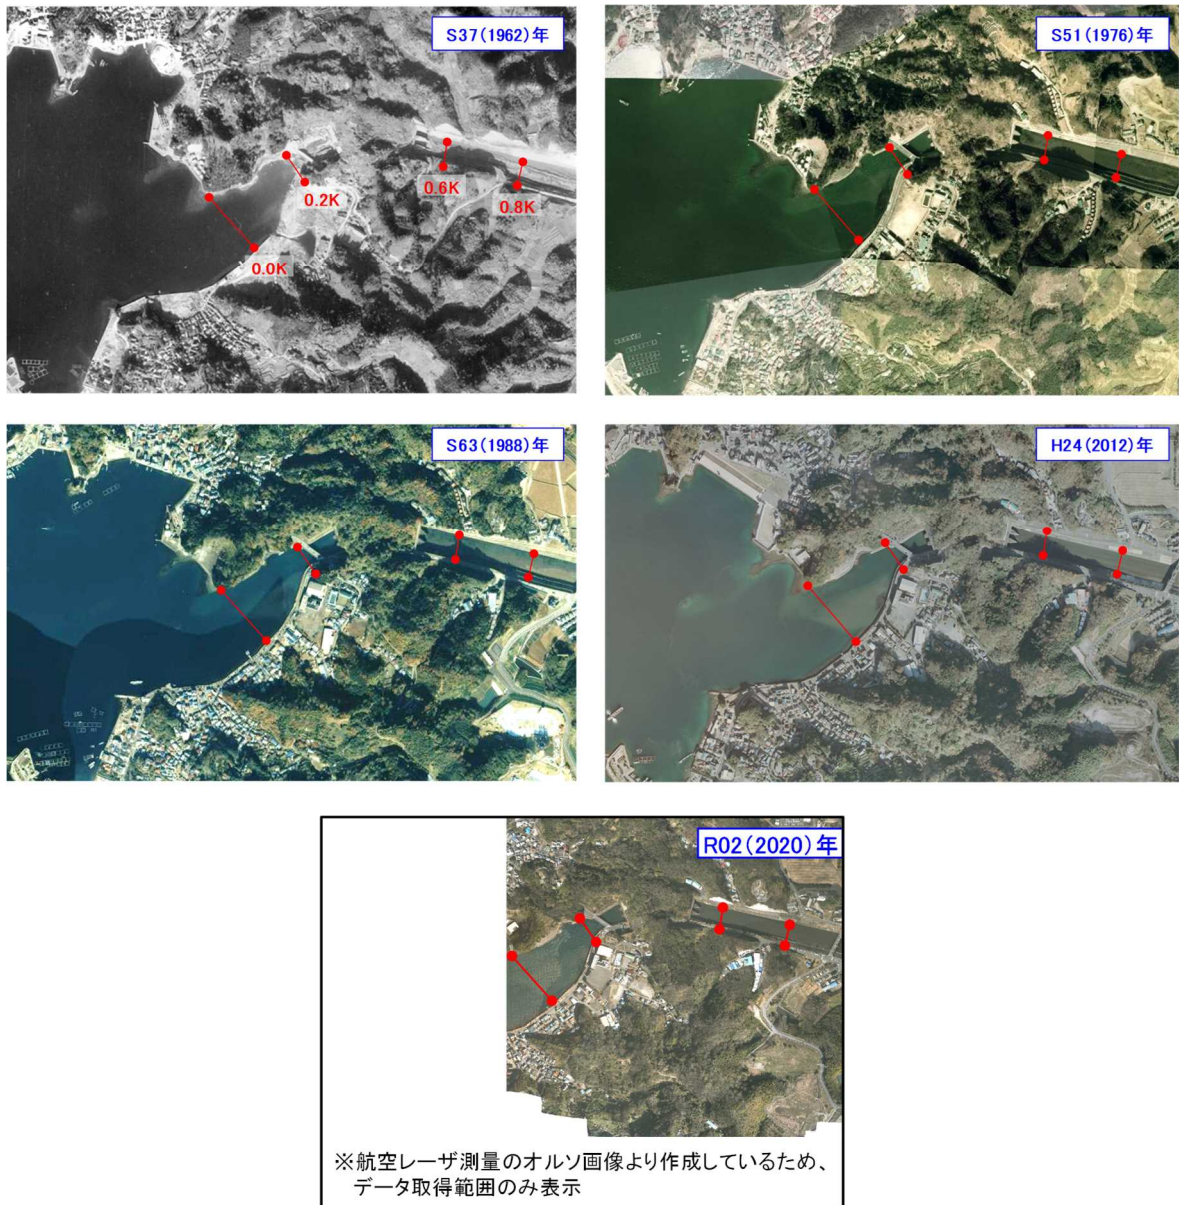 S37(1962)年
S51(1976)年
0.2K
0.6K
0.8K
0.0K
S63(1988)年
H24(2012)年
R02(2020)年
※航空レーザ測量のオルソ画像より作成しているため、
データ取得範囲のみ表示